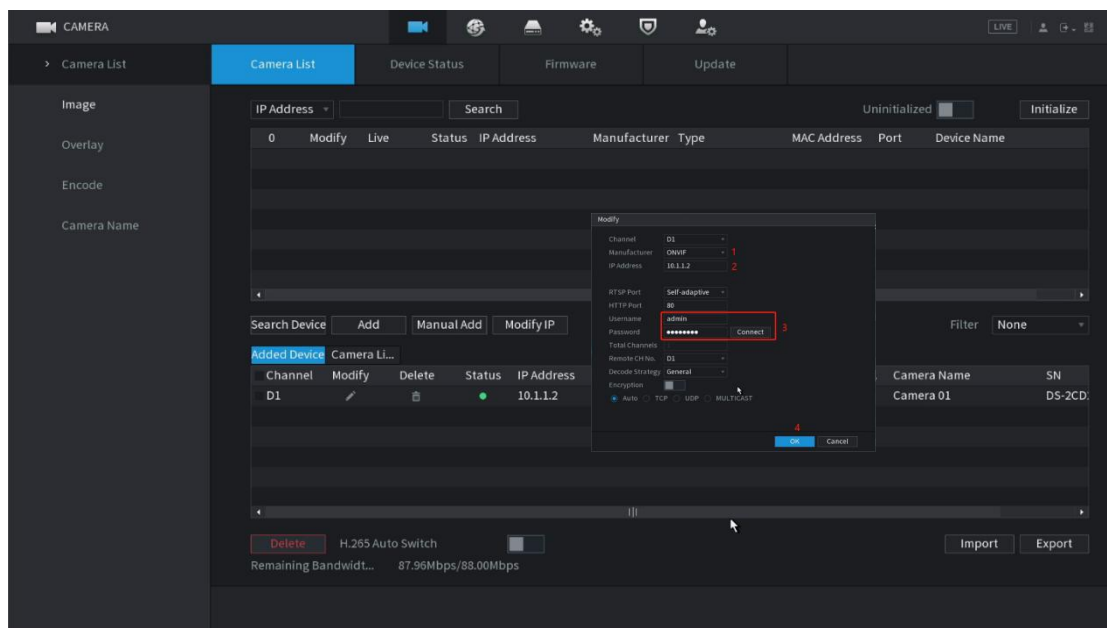 CAMERA
LIVE
Camera List
Image
Overlay
Encode
Camera Name
Camera List Device Status Firmware Update
IP Address Search Uninitialized Initialize
0 Modify Live Status IP Address Manufacturer Type MAC Address Port Device Name
Search Device Add Manual Add Modify IP Filter None
Added Device Camera Li...
Channel Modify Delete Status IP Address Camera Name SN
D1 10.1.1.2 Camera 01 DS-2CD
Modify
Channel D1
Manufacturer ONVIF 1
IP Address 10.1.1.2 2
RTSP Port Self-adaptive
HTTP Port 80
Username admin
Password ●●●●●●●● Connect 3
Total Channels
Remote CH No. D1
Decode Strategy General
Encryption
Auto TCP UDP MULTICAST
4
OK Cancel
Delete H.265 Auto Switch Import Export
Remaining Bandwidt... 87.96Mbps/88.00Mbps